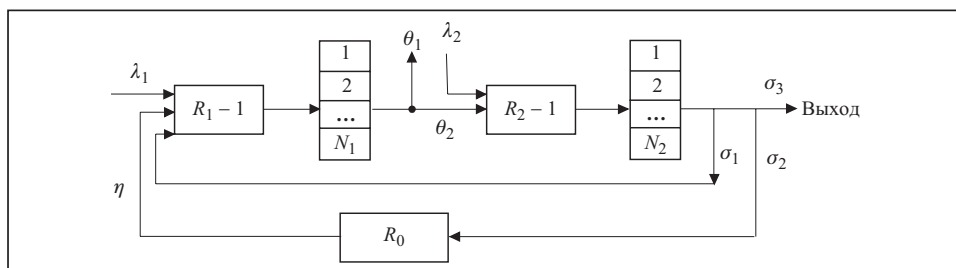 λ₁
R₁ – 1
1
2
...
N₁
θ₁
θ₂
λ₂
R₂ – 1
1
2
...
N₂
σ₃
Выход
σ₁
σ₂
η
R₀